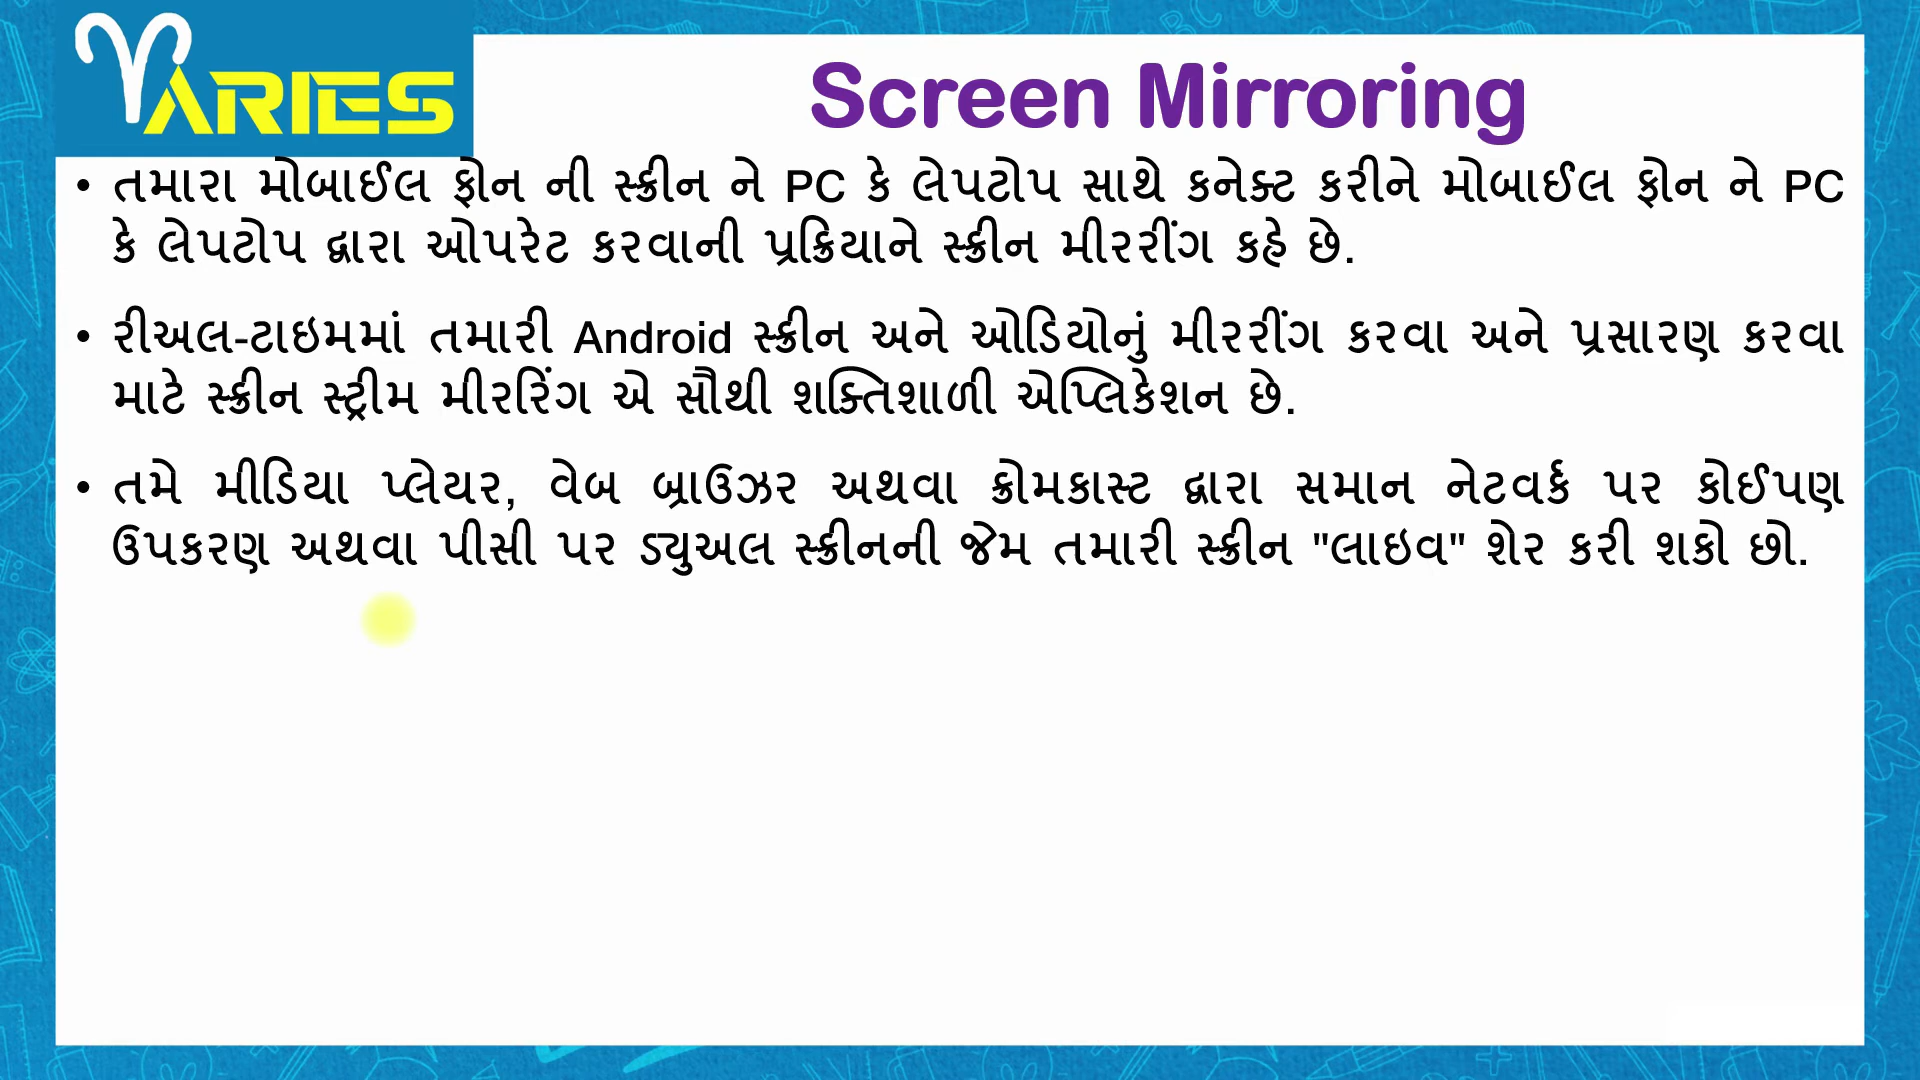 ARIES
Screen Mirroring
• તમારા મોબાઈલ ફોન ની સ્ક્રીન ને PC કે લેપટોપ સાથે કનેક્ટ કરીને મોબાઈલ ફોન ને PC
કે લેપટોપ દ્વારા ઓપરેટ કરવાની પ્રક્રિયાને સ્ક્રીન મીરરીંગ કહે છે.
• રીઅલ-ટાઇમમાં તમારી Android સ્ક્રીન અને ઓડિયોનું મીરરીંગ કરવા અને પ્રસારણ કરવા
માટે સ્ક્રીન સ્ટ્રીમ મીરરિંગ એ સૌથી શક્તિશાળી એપ્લિકેશન છે.
• તમે મીડિયા પ્લેયર, વેબ બ્રાઉઝર અથવા ક્રોમકાસ્ટ દ્વારા સમાન નેટવર્ક પર કોઈપણ
ઉપકરણ અથવા પીસી પર ડ્યુઅલ સ્ક્રીનની જેમ તમારી સ્ક્રીન "લાઇવ" શેર કરી શકો છો.